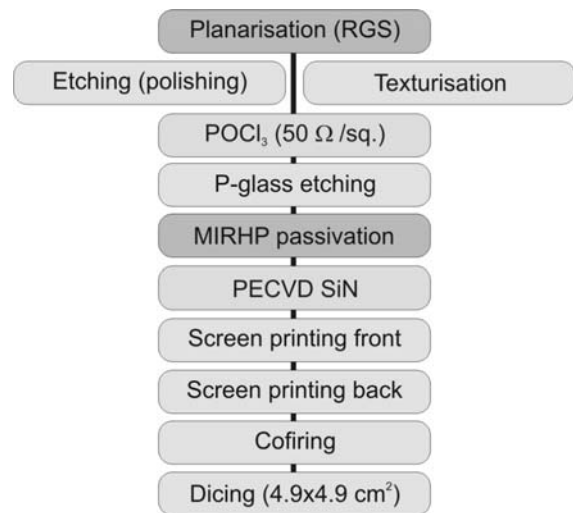 Planarisation (RGS)
Etching (polishing)
Texturisation
POCl₃ (50 Ω /sq.)
P-glass etching
MIRHP passivation
PECVD SiN
Screen printing front
Screen printing back
Cofiring
Dicing (4.9x4.9 cm²)